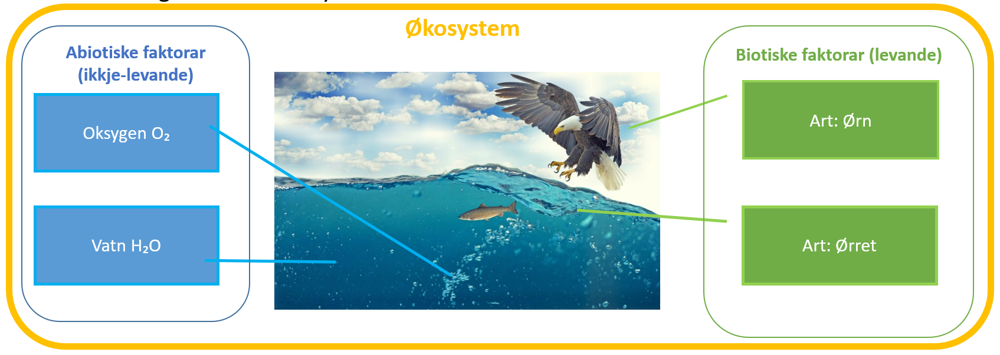 Økosystem
Abiotiske faktorar
(ikkje-levande)
Oksygen O₂
Vatn H₂O
Biotiske faktorar (levande)
Art: Ørn
Art: Ørret